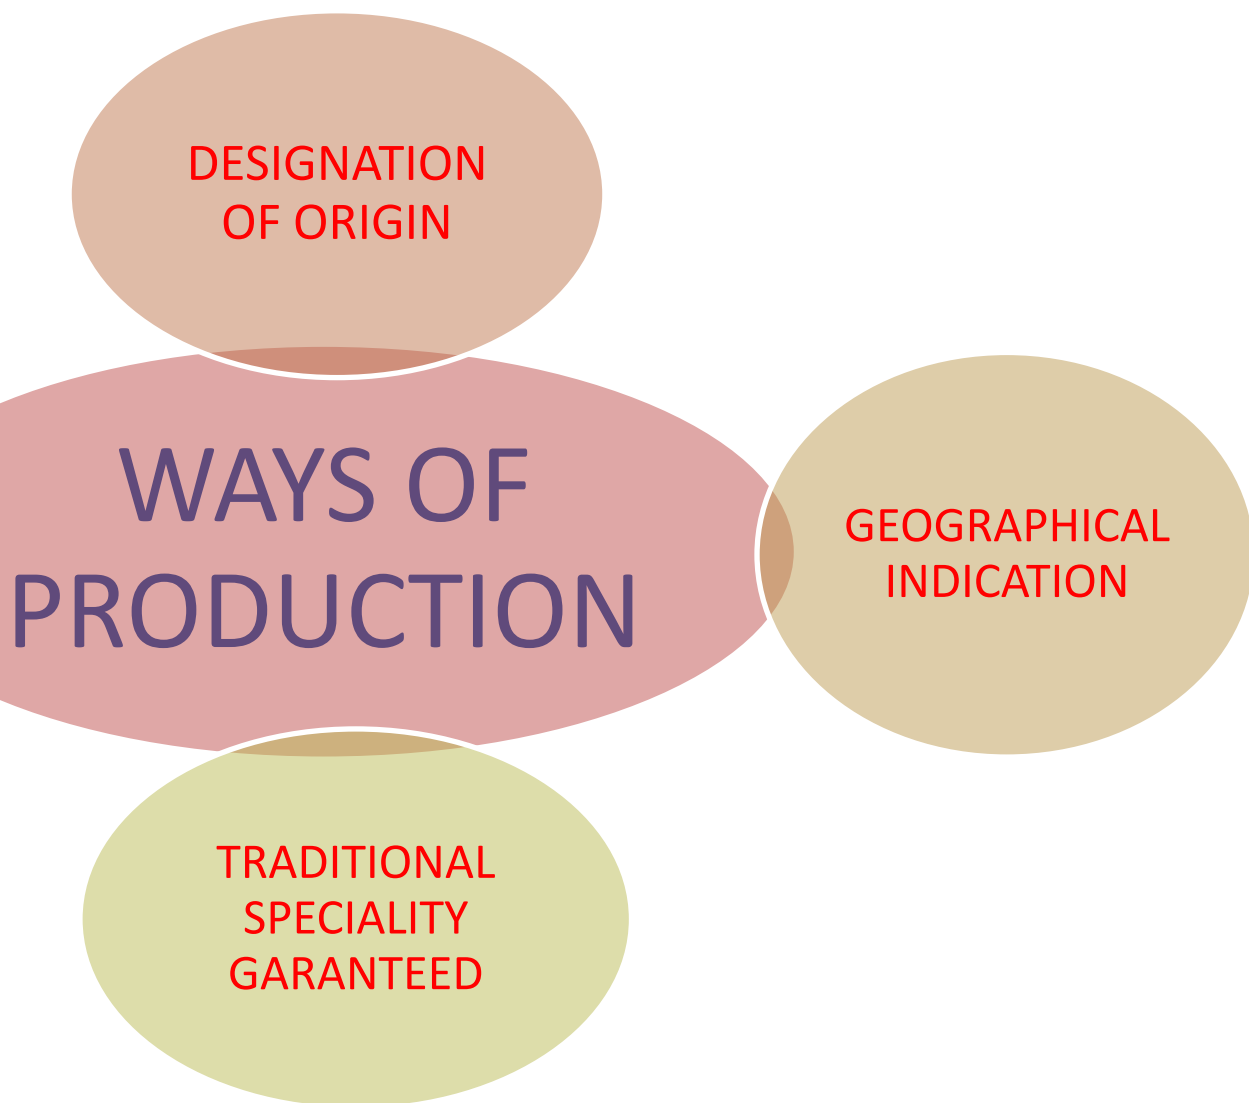 DESIGNATION
OF ORIGIN
WAYS OF
PRODUCTION
GEOGRAPHICAL
INDICATION
TRADITIONAL
SPECIALITY
GARANTEED